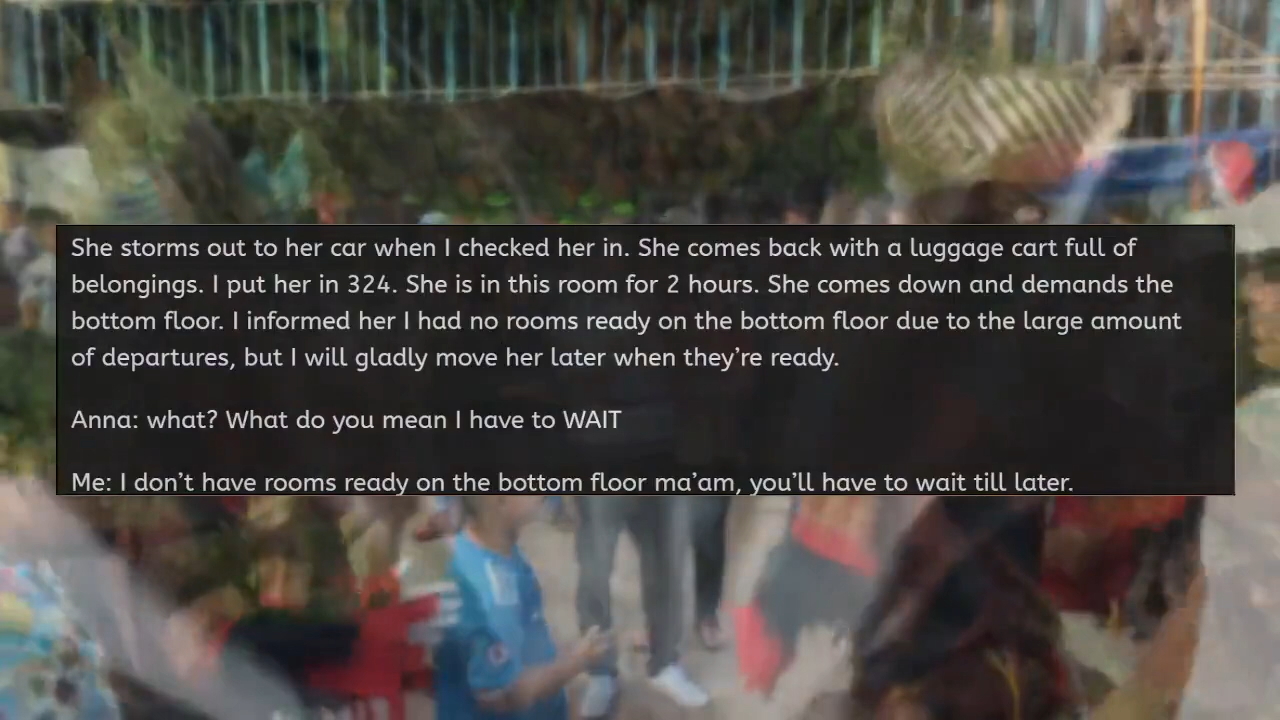 She storms out to her car when I checked her in. She comes back with a luggage cart full of
belongings. I put her in 324. She is in this room for 2 hours. She comes down and demands the
bottom floor. I informed her I had no rooms ready on the bottom floor due to the large amount
of departures, but I will gladly move her later when they’re ready.
Anna: what? What do you mean I have to WAIT
Me: I don’t have rooms ready on the bottom floor ma’am, you’ll have to wait till later.